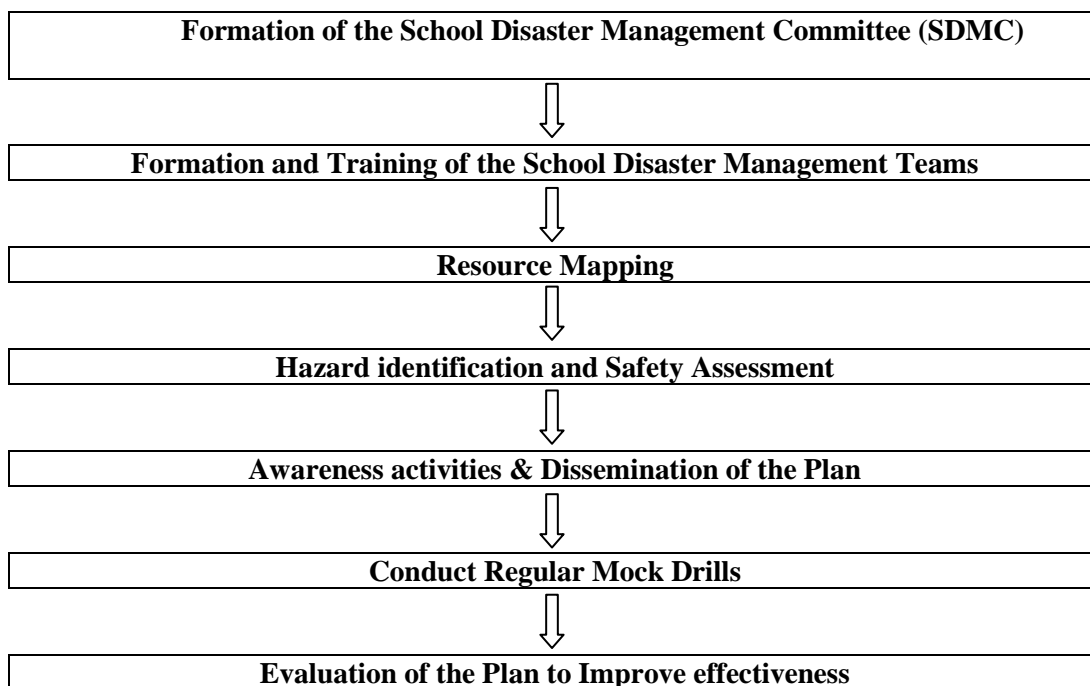 Formation of the School Disaster Management Committee (SDMC)
Formation and Training of the School Disaster Management Teams
Resource Mapping
Hazard identification and Safety Assessment
Awareness activities & Dissemination of the Plan
Conduct Regular Mock Drills
Evaluation of the Plan to Improve effectiveness